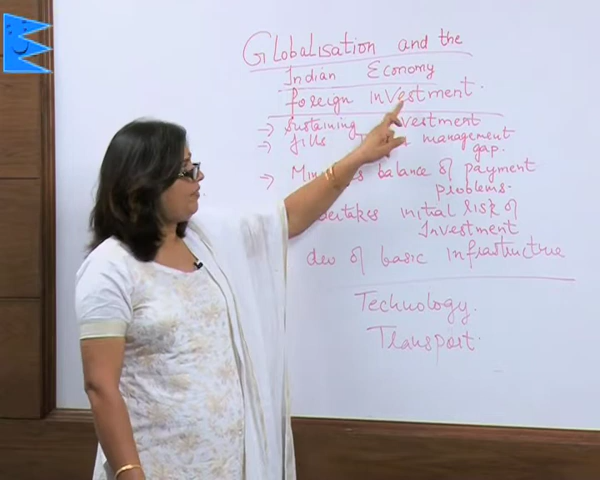 Globalisation and the
Indian Economy
foreign investment.
→ Sustaining investment
→ fills management
gap.
→ balance of payment
problems.
initial risk of
Investment
dev of basic infrastructure
Technology.
Transport.